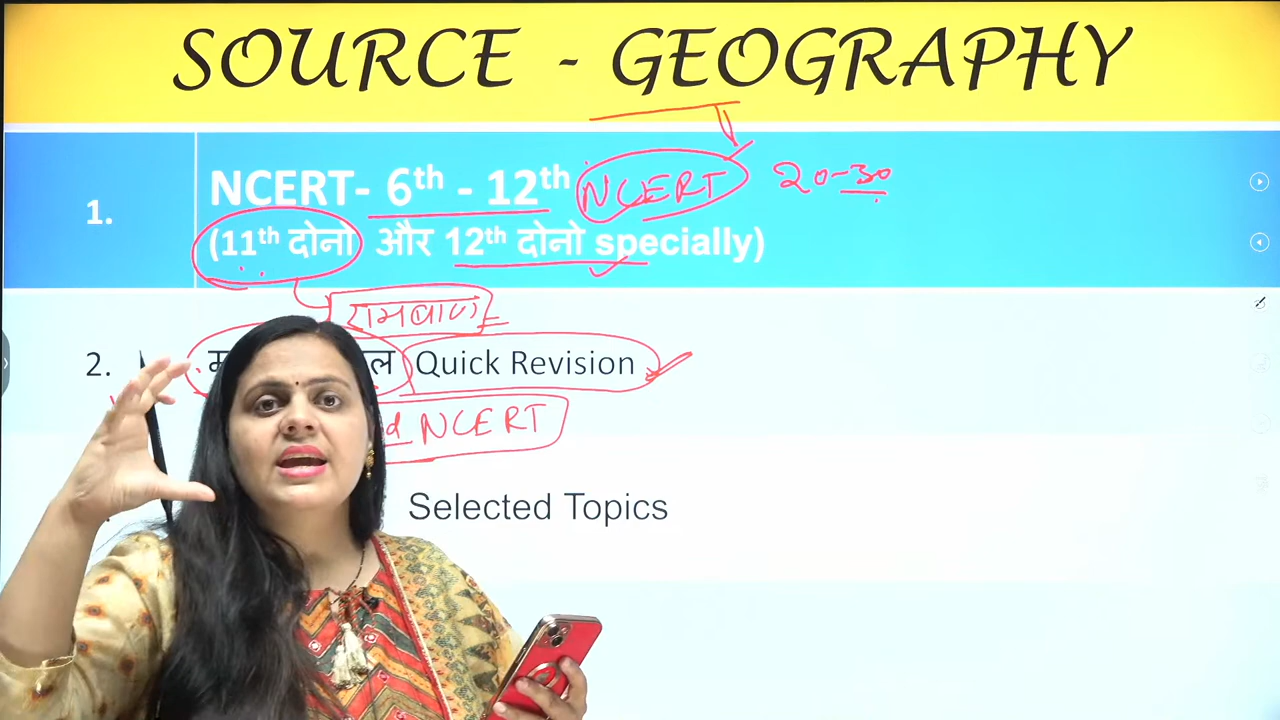 SOURCE - GEOGRAPHY
1.
NCERT- 6th - 12th NCERT 20-30
(11th दोनो और 12th दोनो specially)
रामबाण
2. Quick Revision
NCERT
Selected Topics